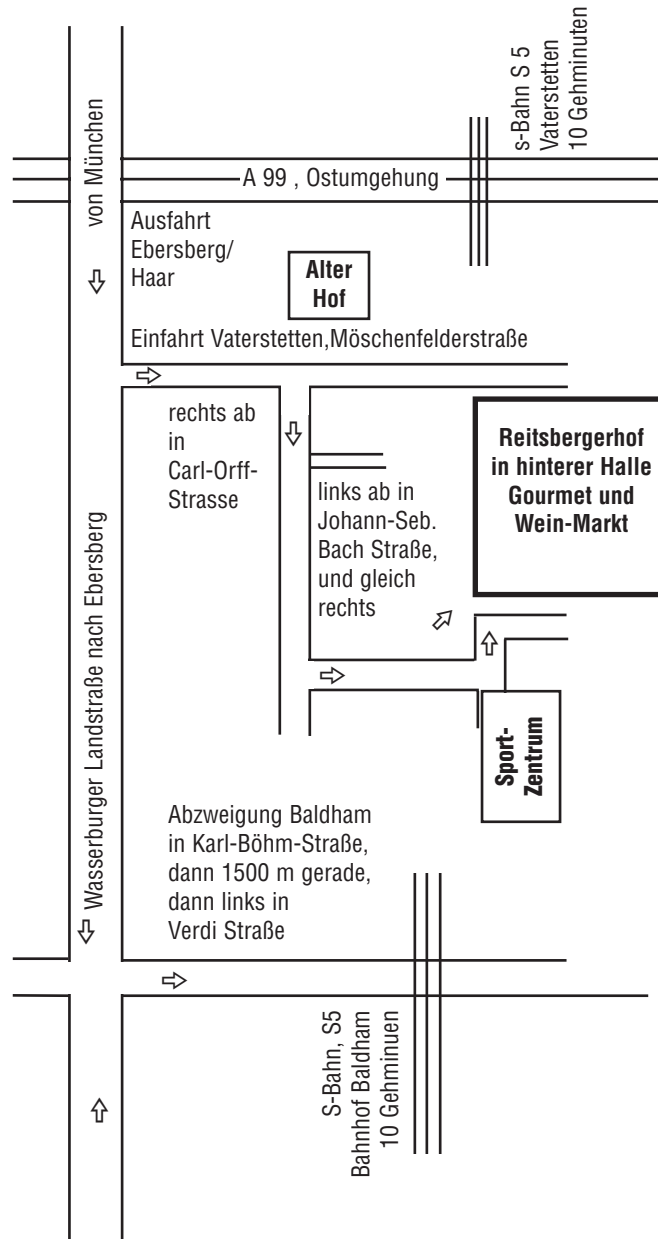 s-Bahn S 5
Vaterstetten
10 Gehminuten
von München
A 99 , Ostumgehung
Ausfahrt
Ebersberg/
Haar
Alter
Hof
Einfahrt Vaterstetten,Möschenfelderstraße
rechts ab
in
Carl-Orff-
Strasse
Reitsbergerhof
in hinterer Halle
Gourmet und
Wein-Markt
links ab in
Johann-Seb.
Bach Straße,
und gleich
rechts
Wasserburger Landstraße nach Ebersberg
Sport-
Zentrum
Abzweigung Baldham
in Karl-Böhm-Straße,
dann 1500 m gerade,
dann links in
Verdi Straße
S-Bahn, S5
Bahnhof Baldham
10 Gehminuen